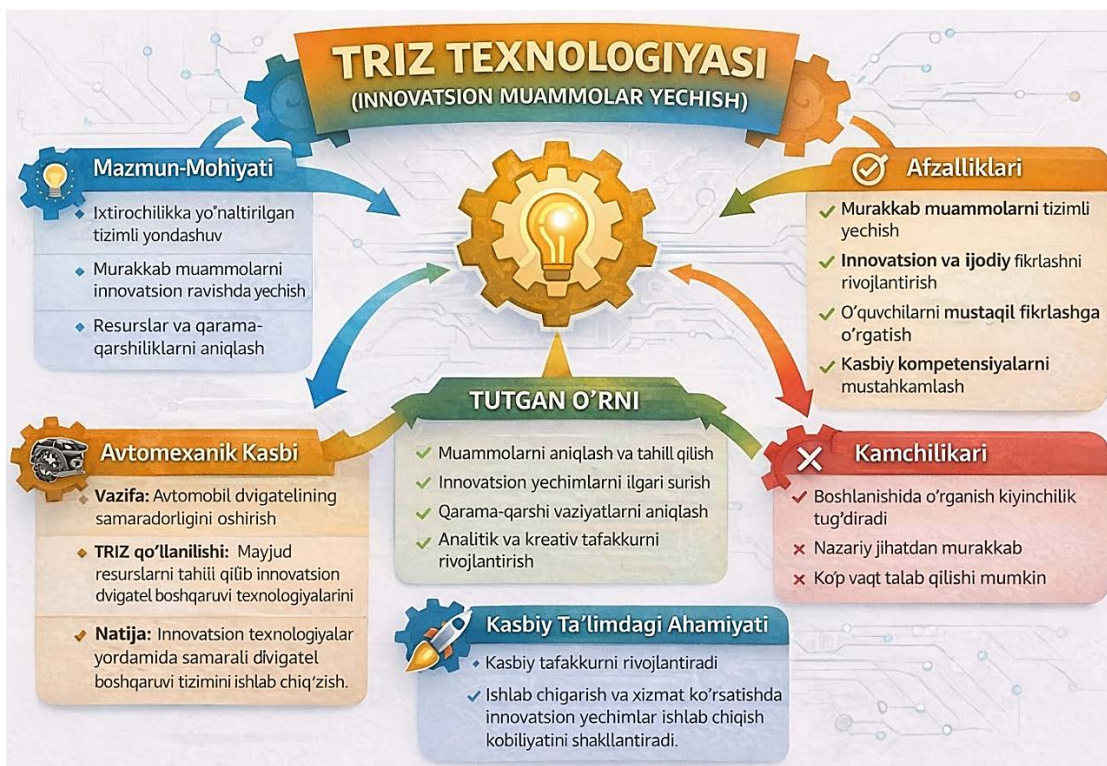 TRIZ TEXNOLOGIYASI
(INNOVATSION MUAMMOLAR YECHISH)
Mazmun-Mohiyati
Ixtirochilikka yo'naltirilgan
tizimli yondashuv
Murakkab muammolarni
innovatsion ravishda yechish
Resurslar va qarama-
qarshiliklarni aniqlash
Afzalliklari
Murakkab muammolarni tizimli
yechish
Innovatsion va ijodiy fikrlashni
rivojlantirish
O'quvchilarni mustaqil fikrlashga
o'rgatish
Kasbiy kompetensiyalarni
mustahkamlash
Avtomexanik Kasbi
Vazifa: Avtomobil dvigatelining
samaradorligini oshirish
TRIZ qo'llanilishi: Mayjud
resurslarni tahlil qilib innovatsion
dvigatel boshqaruvi texnologiyalarini
Natija: Innovatsion texnologiyalar
yordamida samarali dvigatel
boshqaruvi tizimini ishlab chiq'zish.
TUTGAN O'RNI
Muammolarni aniqlash va tahlil qilish
Innovatsion yechimlarni ilgari surish
Qarama-qarshi vaziyatlarni aniqlash
Analitik va kreativ tafakkurni
rivojlantirish
Kamchilikari
Boshlanishida o'rganish kiyinchilik
tug'diradi
Nazariy jihatdan murakkab
Ko'p vaqt talab qilishi mumkin
Kasbiy Ta'limdagi Ahamiyati
Kasbiy tafakkurni rivojlantiradi
Ishlab chigarish va xizmat ko'rsatishda
innovatsion yechimlar ishlab chiqish
kobiliyatini shakllantiradi.